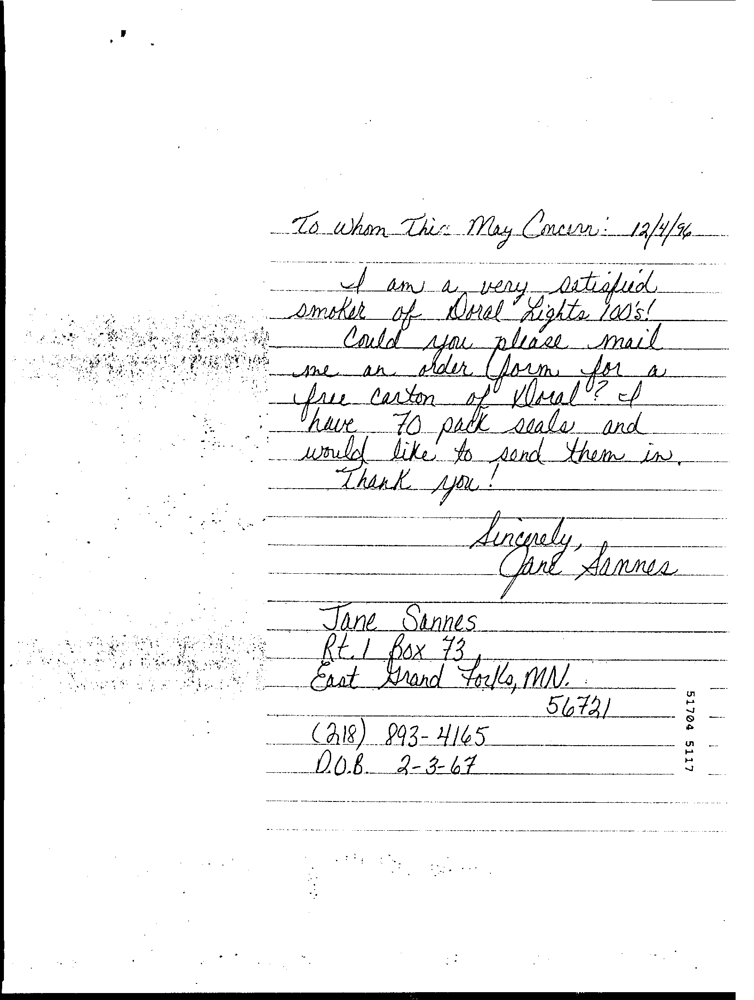 To Whom This May Concern: 12/4/96
I am a very satisfied
smoker of Doral Lights 100's!
Could you please mail
me an order form for a
free carton of Doral? I
have 70 pack seals and
would like to send them in.
Thank you!
Sincerely,
Jane Sannes
Jane Sannes
Rt. 1 Box 73
East Grand Forks, MN.
56721
(218) 893-4165
D.O.B. 2-3-67
51704 5117